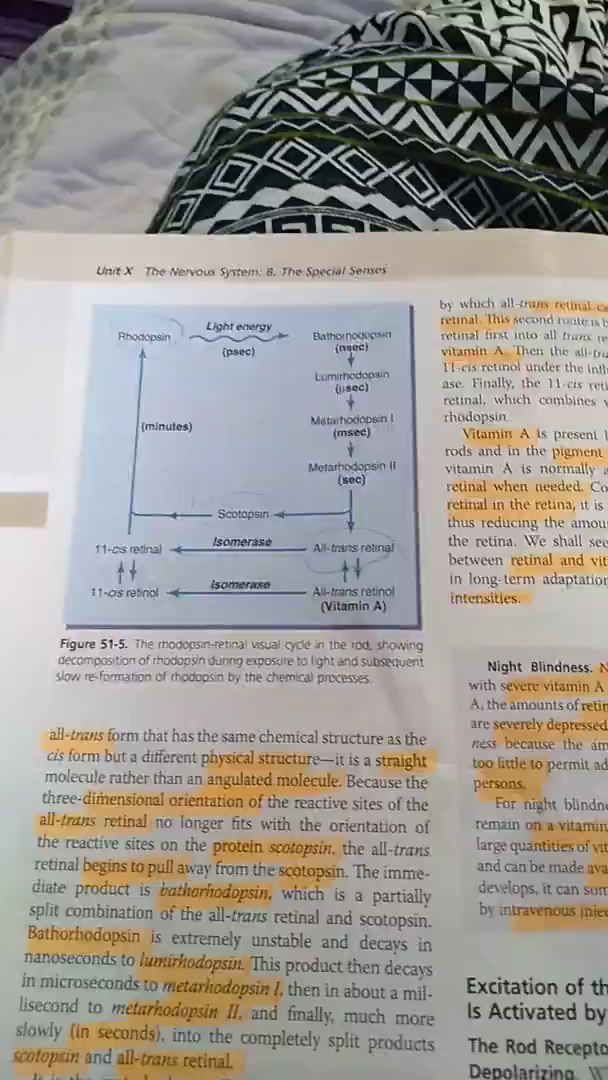 Unit X The Nervous System: B. The Special Senses
Rhodopsin
Light energy
(psec)
Bathorhodopsin
(nsec)
Lumirhodopsin
(μsec)
Metarhodopsin I
(msec)
Metarhodopsin II
(sec)
(minutes)
Scotopsin
11-cis retinal
Isomerase
All-trans retinal
11-cis retinol
Isomerase
All-trans retinol
(Vitamin A)
Figure 51-5. The rhodopsin-retinal visual cycle in the rod, showing
decomposition of rhodopsin during exposure to light and subsequent
slow re-formation of rhodopsin by the chemical processes.
all-trans form that has the same chemical structure as the
cis form but a different physical structure—it is a straight
molecule rather than an angulated molecule. Because the
three-dimensional orientation of the reactive sites of the
all-trans retinal no longer fits with the orientation of
the reactive sites on the protein scotopsin, the all-trans
retinal begins to pull away from the scotopsin. The imme-
diate product is bathorhodopsin, which is a partially
split combination of the all-trans retinal and scotopsin.
Bathorhodopsin is extremely unstable and decays in
nanoseconds to lumirhodopsin. This product then decays
in microseconds to metarhodopsin I, then in about a mil-
lisecond to metarhodopsin II, and finally, much more
slowly (in seconds), into the completely split products
scotopsin and all-trans retinal.
by which all-trans retinal
retinal. This second route is
retinal first into all trans
vitamin A. Then the
11-cis retinol under the
ase. Finally, the 11-cis
retinal, which combines
rhodopsin.
Vitamin A is present
rods and in the pigment
vitamin A is normally
retinal when needed.
retinal in the retina, it is
thus reducing the
the retina. We shall see
between retinal and
in long-term adaptation
intensities.
Night Blindness.
with severe vitamin A
A, the amounts of
are severely depressed
ness because the
too little to permit
persons.
For night
remain on a vitamin
large quantities of
and can be made
develops, it can
by intravenous
Excitation of
Is Activated by
The Rod
Depolarizing.